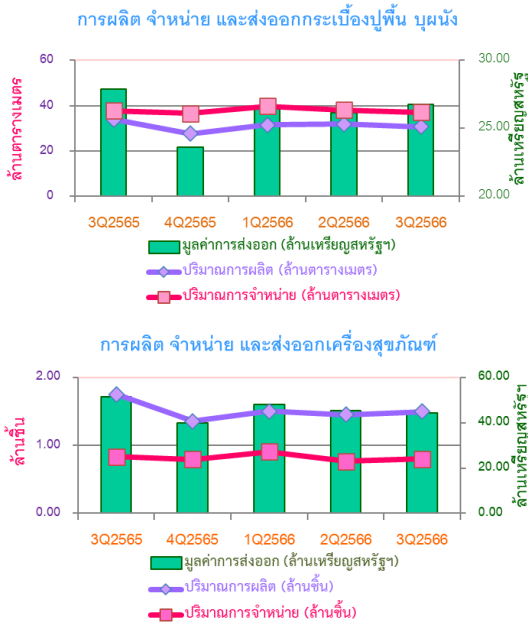 การผลิต จำหน่าย และส่งออกกระเบื้องปูพื้น บุผนัง
60
40
20
0
ล้านตารางเมตร
30.00
25.00
20.00
ล้านเหรียญสหรัฐ
3Q2565 4Q2565 1Q2566 2Q2566 3Q2566
มูลค่าการส่งออก (ล้านเหรียญสหรัฐฯ)
ปริมาณการผลิต (ล้านตารางเมตร)
ปริมาณการจำหน่าย (ล้านตารางเมตร)
การผลิต จำหน่าย และส่งออกเครื่องสุขภัณฑ์
2.00
1.00
0.00
ล้านชิ้น
60.00
40.00
20.00
0.00
ล้านเหรียญสหรัฐฯ
3Q2565 4Q2565 1Q2566 2Q2566 3Q2566
มูลค่าการส่งออก (ล้านเหรียญสหรัฐฯ)
ปริมาณการผลิต (ล้านชิ้น)
ปริมาณการจำหน่าย (ล้านชิ้น)